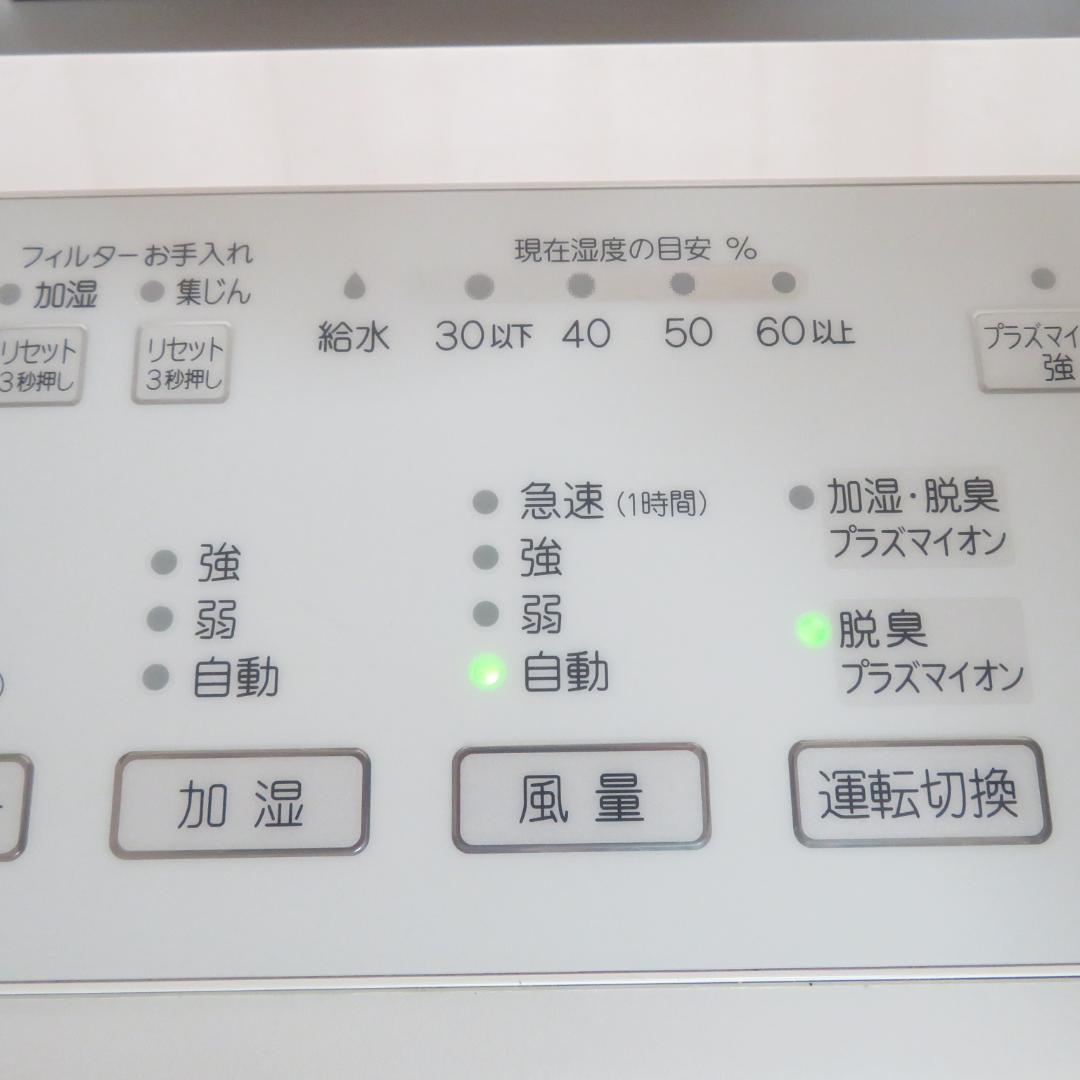 フィルターお手入れ
加湿 集じん
リセット
3秒押し
リセット
3秒押し
現在湿度の目安 %
給水 30以下 40 50 60以上
プラズマイ
強
強
弱
自動
急速(1時間)
強
弱
自動
加湿・脱臭
プラズマイオン
脱臭
プラズマイオン
加湿
風量
運転切換